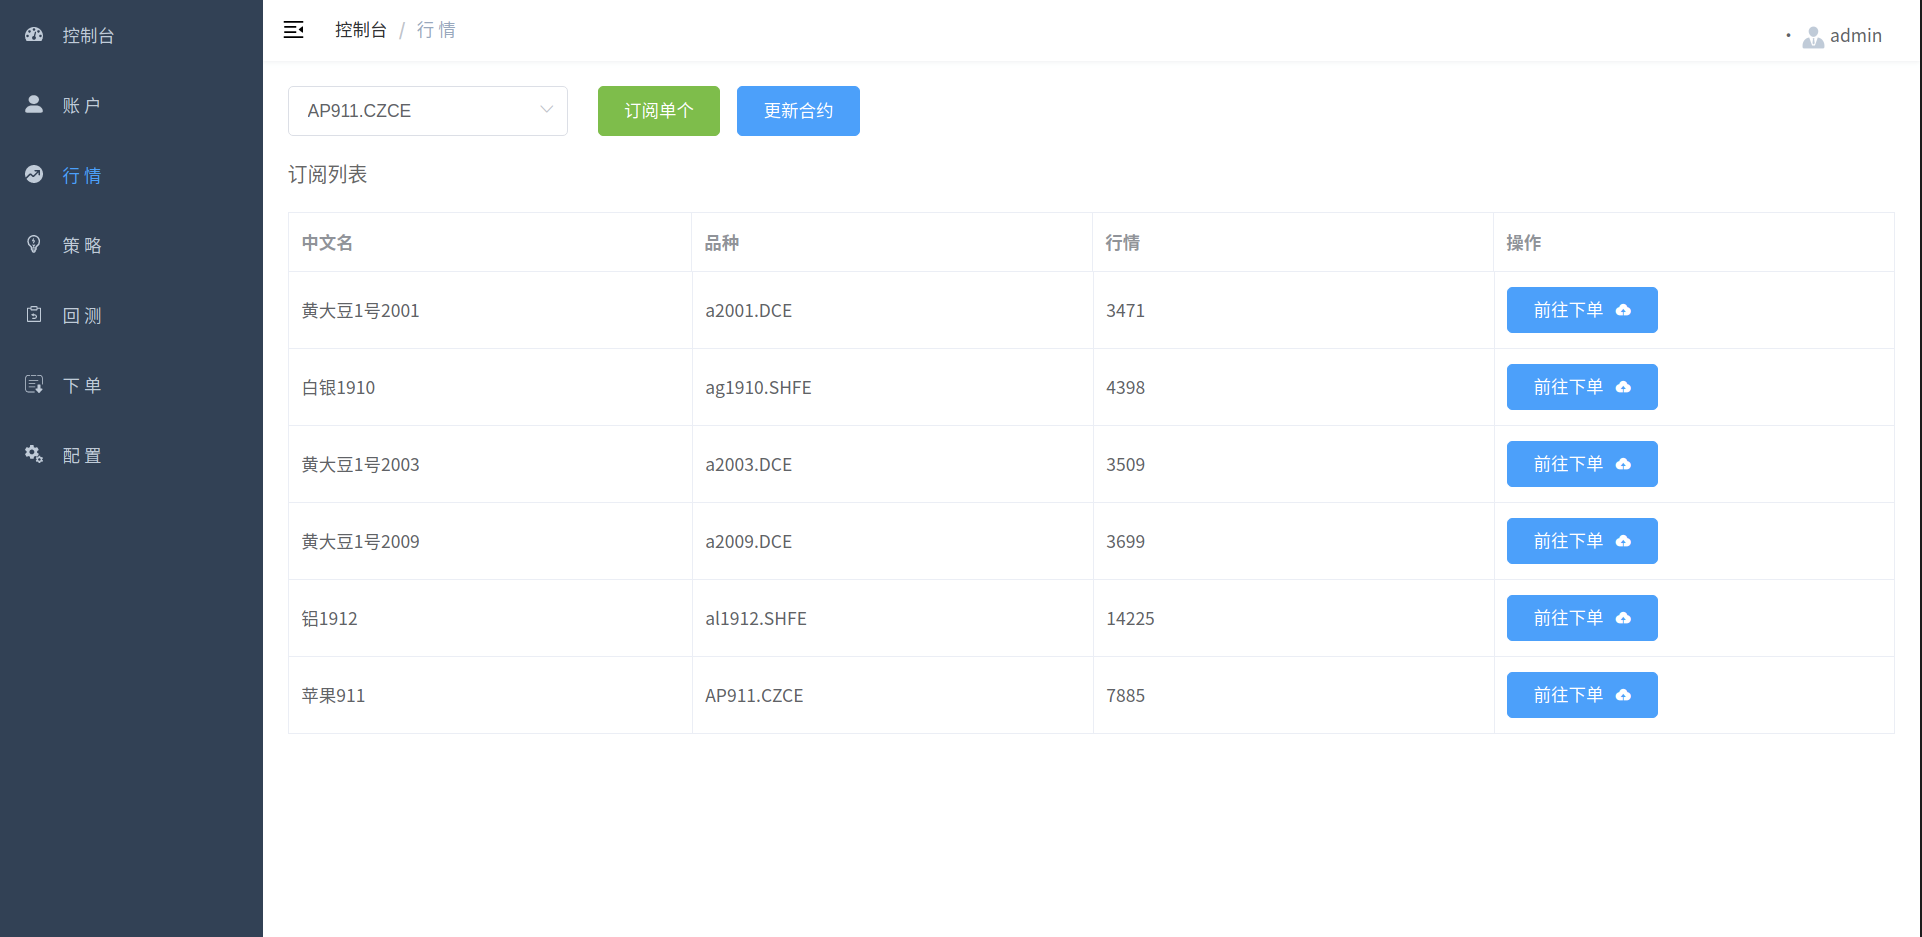 控制台
账 户
行 情
策 略
回 测
下 单
配 置
控制台 / 行 情
admin
AP911.CZCE
订阅单个
更新合约
订阅列表
中文名 品种 行情 操作
黄大豆1号2001 a2001.DCE 3471 前往下单
白银1910 ag1910.SHFE 4398 前往下单
黄大豆1号2003 a2003.DCE 3509 前往下单
黄大豆1号2009 a2009.DCE 3699 前往下单
铝1912 al1912.SHFE 14225 前往下单
苹果911 AP911.CZCE 7885 前往下单